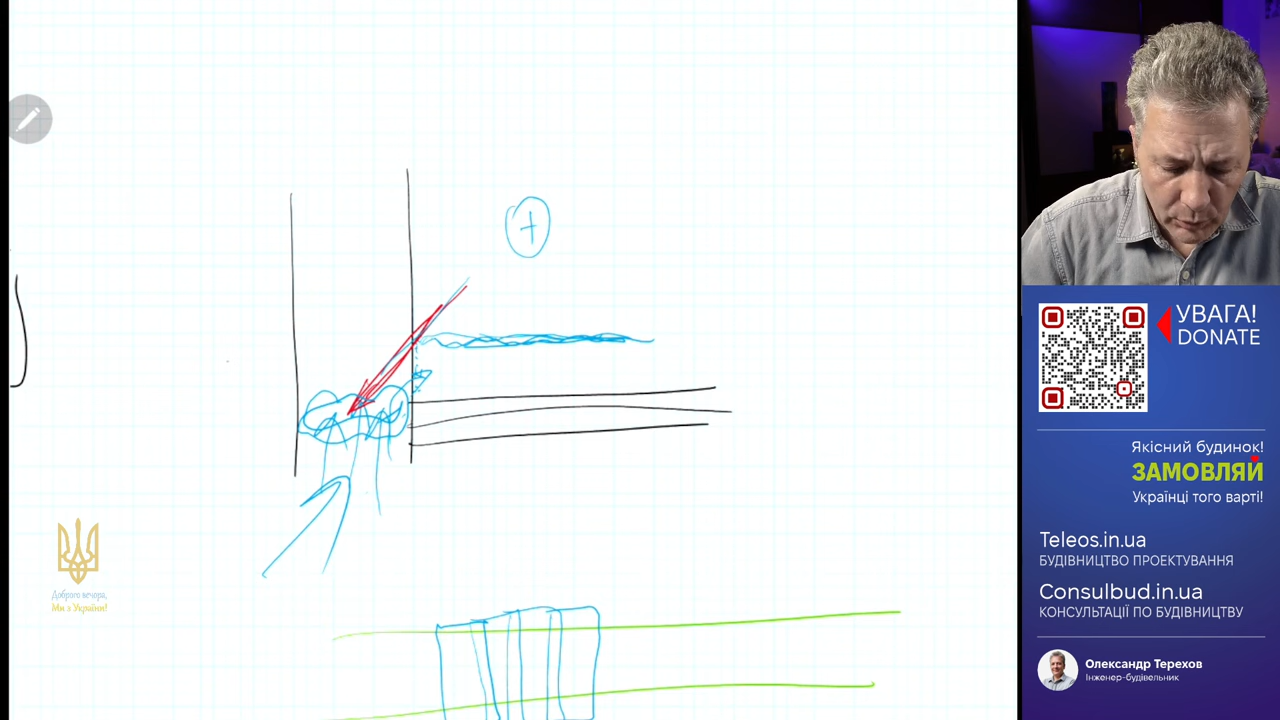 +
УВАГА!
DONATE
Якісний будинок!
ЗАМОВЛЯЙ
Українці того варті!
Teleos.in.ua
БУДІВНИЦТВО ПРОЕКТУВАННЯ
Consulbud.in.ua
КОНСУЛЬТАЦІЇ ПО БУДІВНИЦТВУ
Олександр Терехов
Інженер-будівельник
Доброго вечора,
Ми з України!